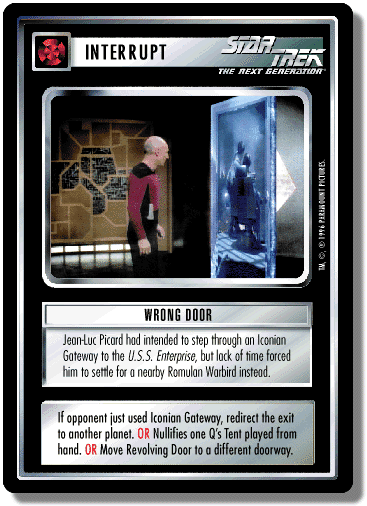 INTERRUPT
STAR TREK
THE NEXT GENERATION
TM, ©, ® 1996 PARAMOUNT PICTURES.
WRONG DOOR
Jean-Luc Picard had intended to step through an Iconian
Gateway to the U.S.S. Enterprise, but lack of time forced
him to settle for a nearby Romulan Warbird instead.
If opponent just used Iconian Gateway, redirect the exit
to another planet. OR Nullifies one Q's Tent played from
hand. OR Move Revolving Door to a different doorway.